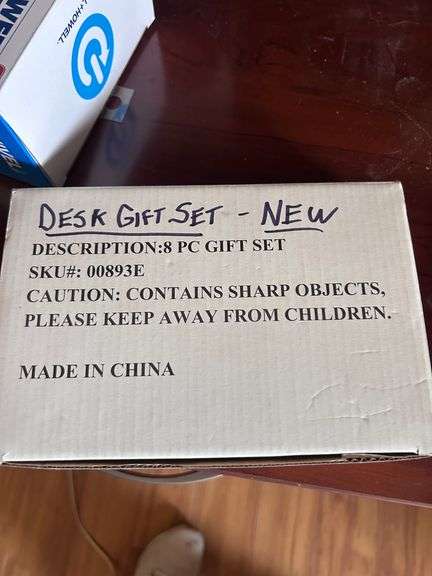 +HOWELL
DESK GIFT SET - NEW
DESCRIPTION:8 PC GIFT SET
SKU#: 00893E
CAUTION: CONTAINS SHARP OBJECTS,
PLEASE KEEP AWAY FROM CHILDREN.
MADE IN CHINA